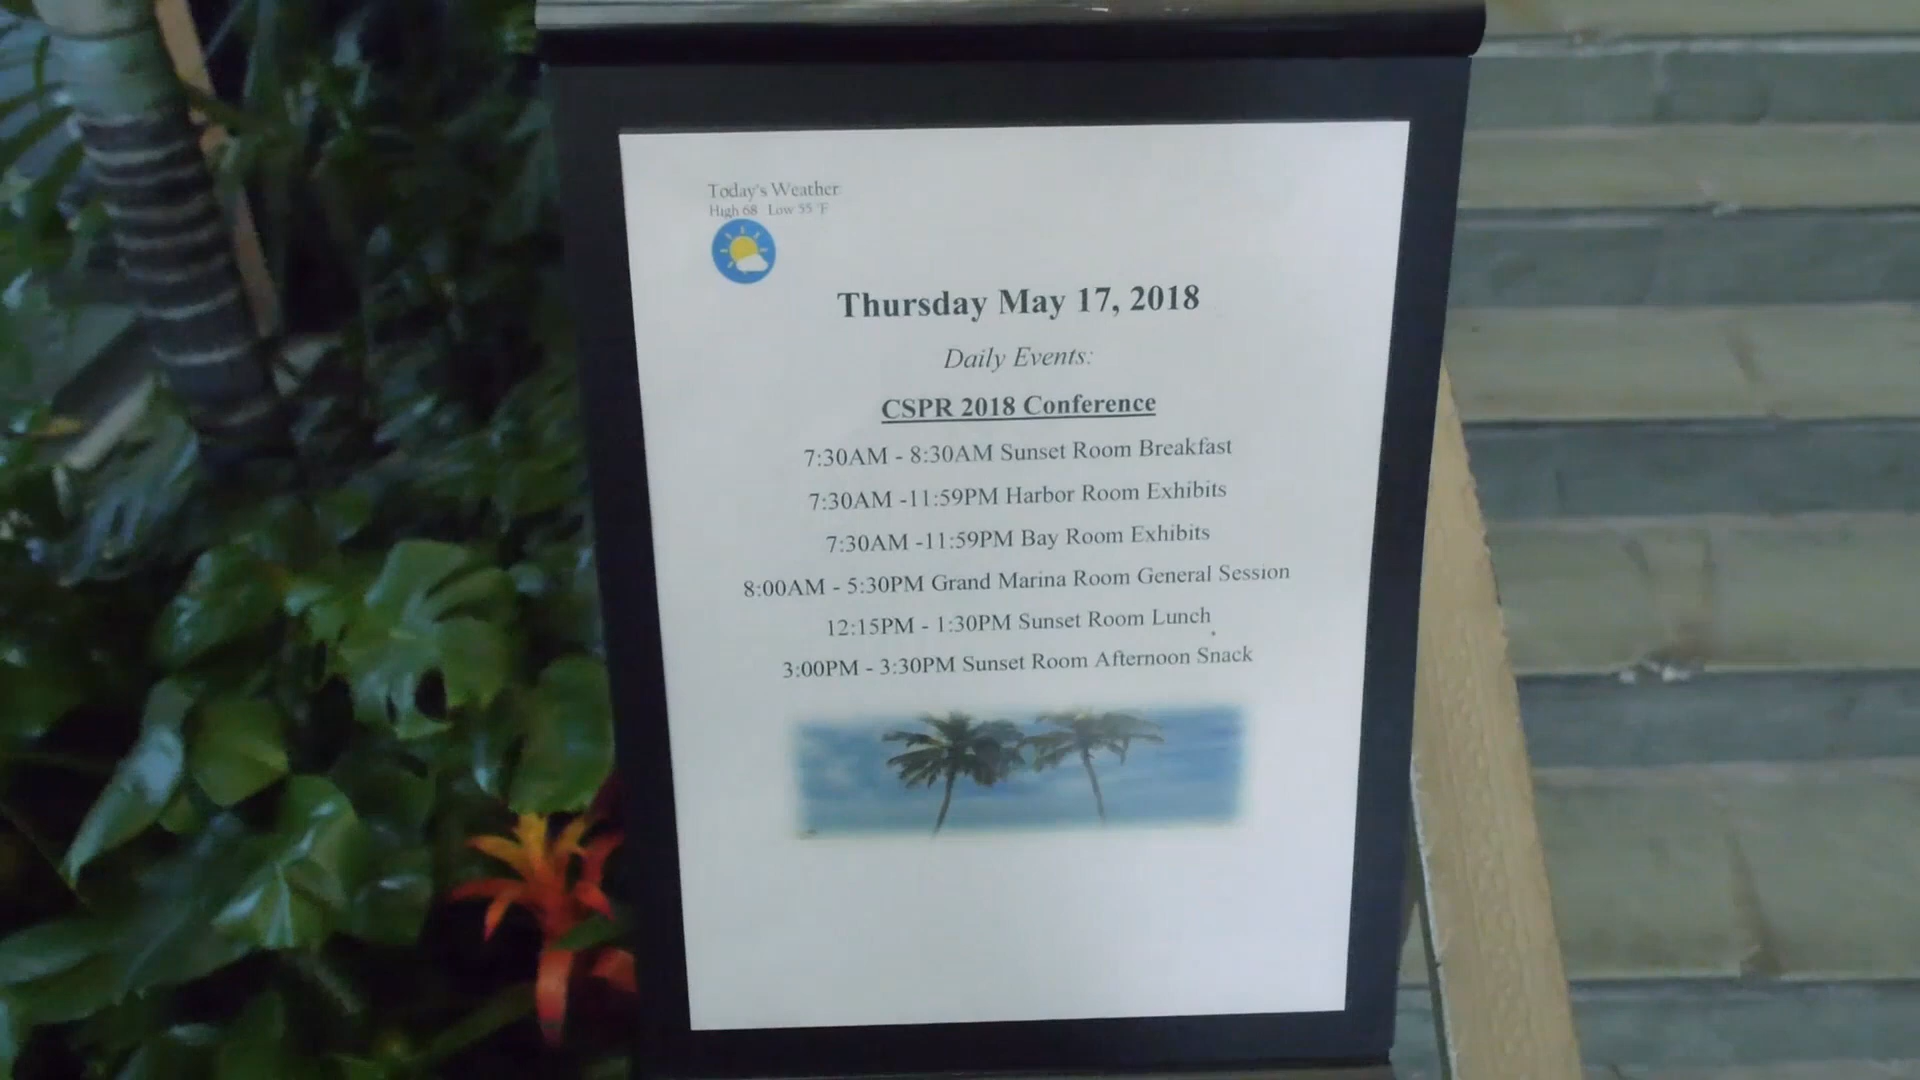 Today's Weather:
High 68 Low 55 °F
Thursday May 17, 2018
Daily Events:
CSPR 2018 Conference
7:30AM - 8:30AM Sunset Room Breakfast
7:30AM -11:59PM Harbor Room Exhibits
7:30AM -11:59PM Bay Room Exhibits
8:00AM - 5:30PM Grand Marina Room General Session
12:15PM - 1:30PM Sunset Room Lunch
3:00PM - 3:30PM Sunset Room Afternoon Snack